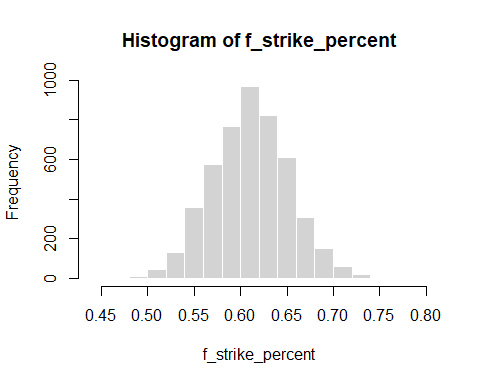 Histogram of f_strike_percent
Frequency
1000
600
200
0
0.45 0.50 0.55 0.60 0.65 0.70 0.75 0.80
f_strike_percent